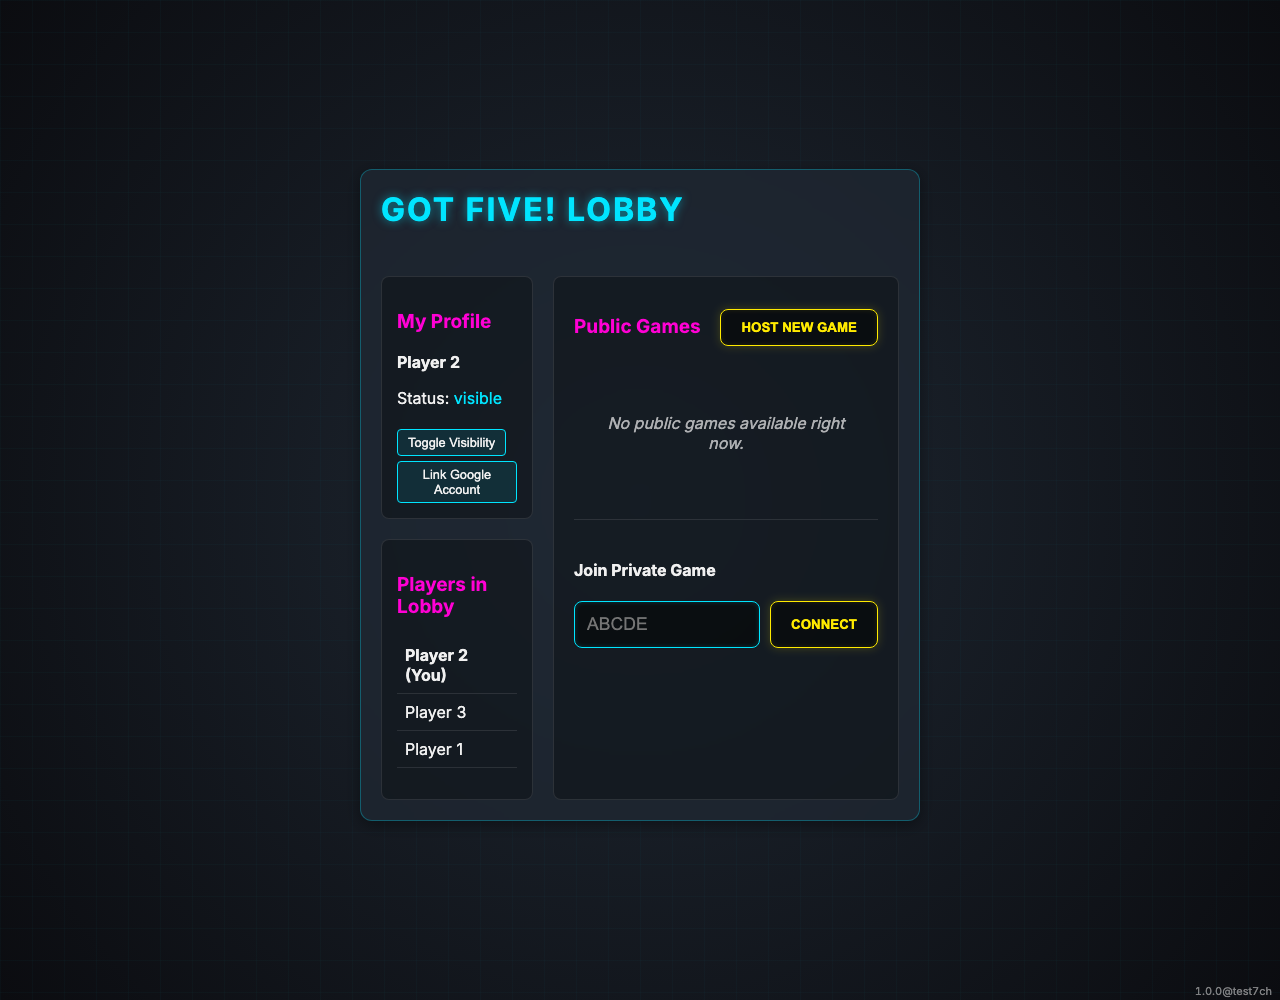 GOT FIVE! LOBBY
My Profile
Player 2
Status: visible
Toggle Visibility
Link Google
Account
Players in
Lobby
Player 2
(You)
Player 3
Player 1
Public Games
HOST NEW GAME
No public games available right
now.
Join Private Game
ABCDE
CONNECT
1.0.0@test7ch